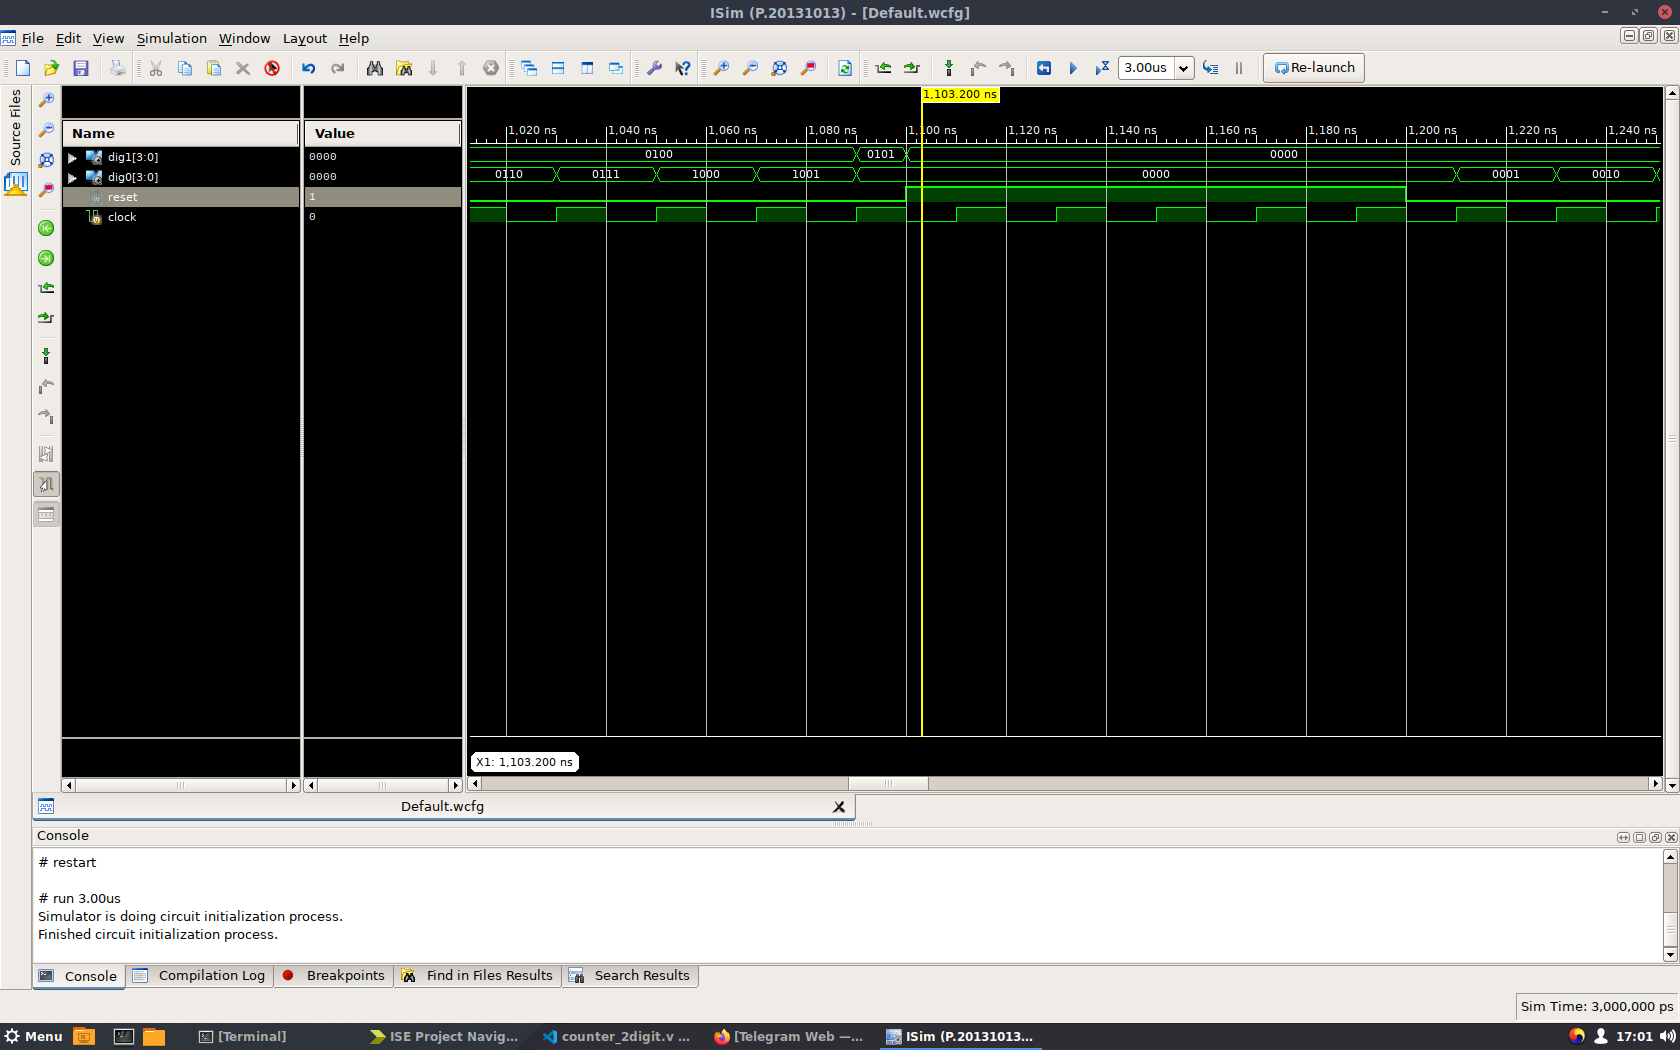 ISim (P.20131013) - [Default.wcfg]
File Edit View Simulation Window Layout Help
3.00us Re-launch
Source Files
1,103.200 ns
Name Value
1,020 ns 1,040 ns 1,060 ns 1,080 ns 1,100 ns 1,120 ns 1,140 ns 1,160 ns 1,180 ns 1,200 ns 1,220 ns 1,240 ns
dig1[3:0] 0000 0100 0101 0000
dig0[3:0] 0000 0110 0111 1000 1001 0000 0001 0010
reset 1
clock 0
X1: 1,103.200 ns
Default.wcfg
Console
# restart
# run 3.00us
Simulator is doing circuit initialization process.
Finished circuit initialization process.
Console Compilation Log Breakpoints Find in Files Results Search Results
Sim Time: 3,000,000 ps
Menu [Terminal] ISE Project Navig... counter_2digit.v ... [Telegram Web —... ISim (P.20131013... 17:01